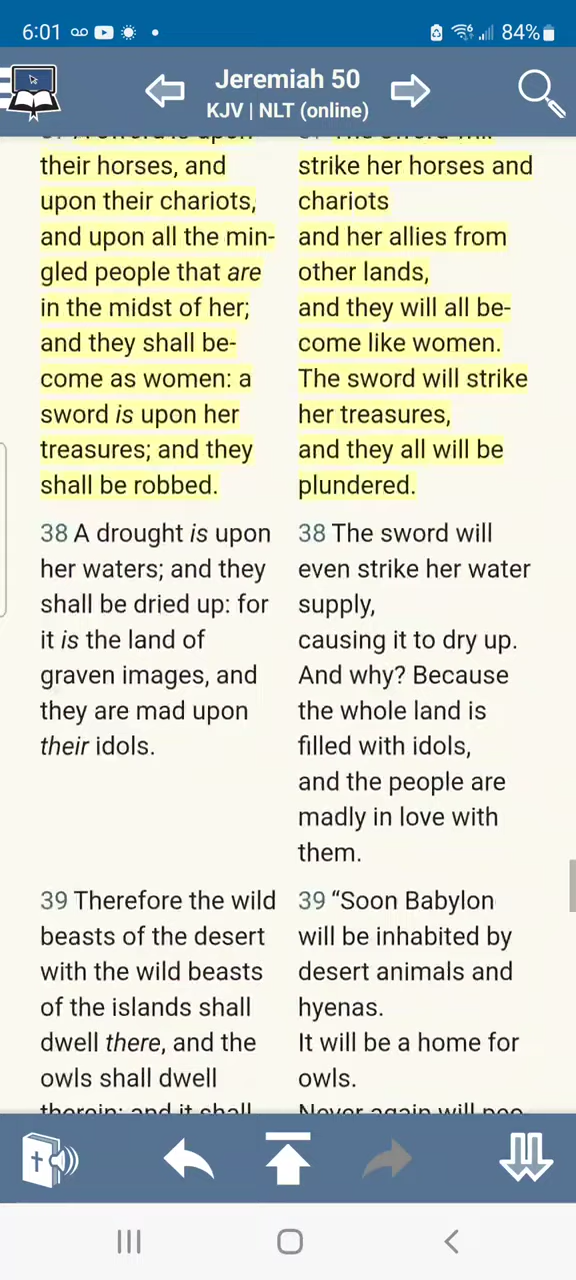 6:01
84%
Jeremiah 50
KJV | NLT (online)
their horses, and
upon their chariots,
and upon all the min-
gled people that are
in the midst of her;
and they shall be-
come as women: a
sword is upon her
treasures; and they
shall be robbed.
38 A drought is upon
her waters; and they
shall be dried up: for
it is the land of
graven images, and
they are mad upon
their idols.
39 Therefore the wild
beasts of the desert
with the wild beasts
of the islands shall
dwell there, and the
owls shall dwell
therein: and it shall
strike her horses and
chariots
and her allies from
other lands,
and they will all be-
come like women.
The sword will strike
her treasures,
and they all will be
plundered.
38 The sword will
even strike her water
supply,
causing it to dry up.
And why? Because
the whole land is
filled with idols,
and the people are
madly in love with
them.
39 “Soon Babylon
will be inhabited by
desert animals and
hyenas.
It will be a home for
owls.
Never again will peo-